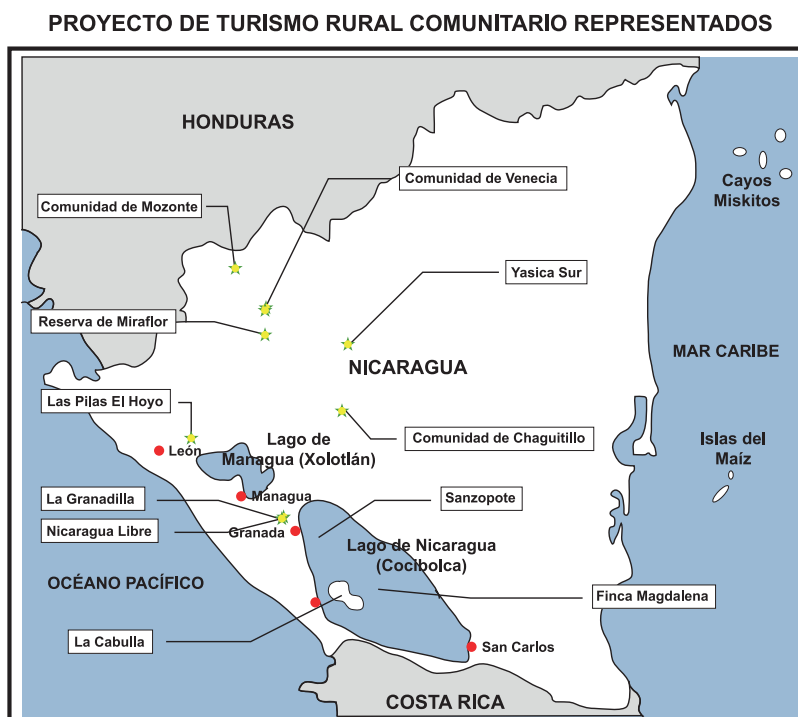 PROYECTO DE TURISMO RURAL COMUNITARIO REPRESENTADOS
HONDURAS
Comunidad de Venecia
Cayos
Miskitos
Comunidad de Mozonte
Yasica Sur
Reserva de Miraflor
MAR CARIBE
NICARAGUA
Las Pilas El Hoyo
León
Lago de
Managua (Xolotlán)
Comunidad de Chaguitillo
Islas del
Maíz
La Granadilla
Managua
Sanzopote
Nicaragua Libre
Granada
Lago de Nicaragua
(Cocibolca)
OCÉANO PACÍFICO
Finca Magdalena
La Cabulla
San Carlos
COSTA RICA